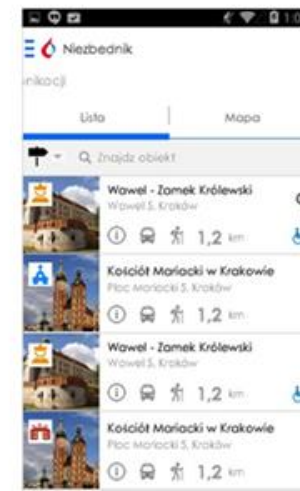 Niezbędnik
nikacji
Lista
Mapa
Znajdź obiekt
Wawel - Zamek Królewski
Wawel 5, Kraków
1,2 km
Kościół Mariacki w Krakowie
Plac Mariacki 5, Kraków
1,2 km
Wawel - Zamek Królewski
Wawel 5, Kraków
1,2 km
Kościół Mariacki w Krakowie
Plac Mariacki 5, Kraków
1,2 km